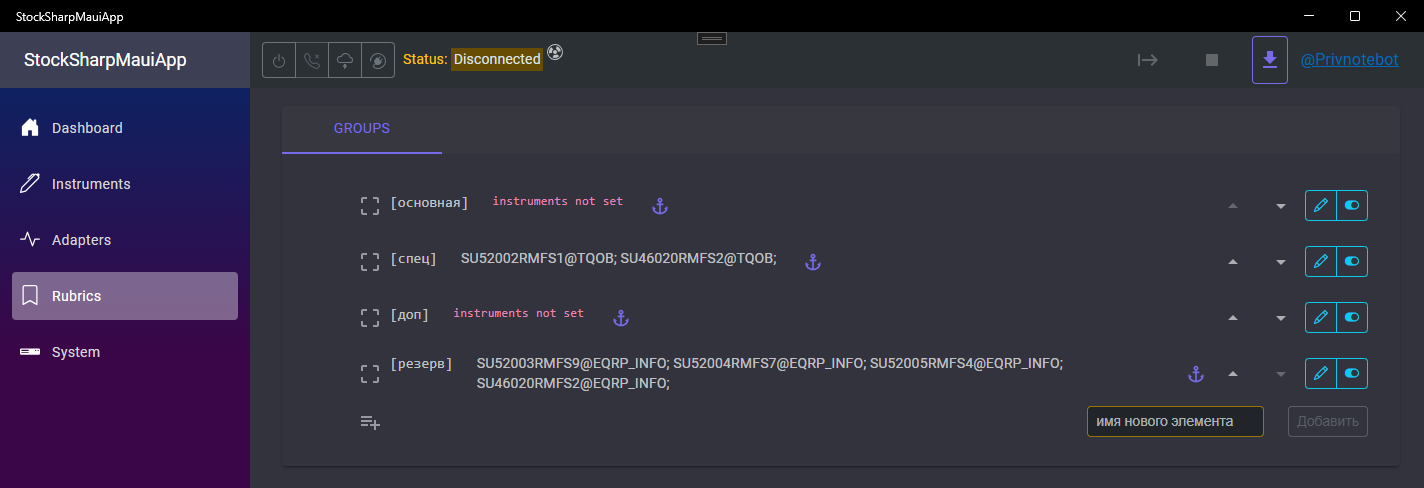 StockSharpMauiApp
StockSharpMauiApp
Status: Disconnected
@Privnotebot
Dashboard
Instruments
Adapters
Rubrics
System
GROUPS
[основная] instruments not set
[спец] SU52002RMFS1@TQOB; SU46020RMFS2@TQOB;
[доп] instruments not set
[резерв] SU52003RMFS9@EQRP_INFO; SU52004RMFS7@EQRP_INFO; SU52005RMFS4@EQRP_INFO;
SU46020RMFS2@EQRP_INFO;
имя нового элемента Добавить